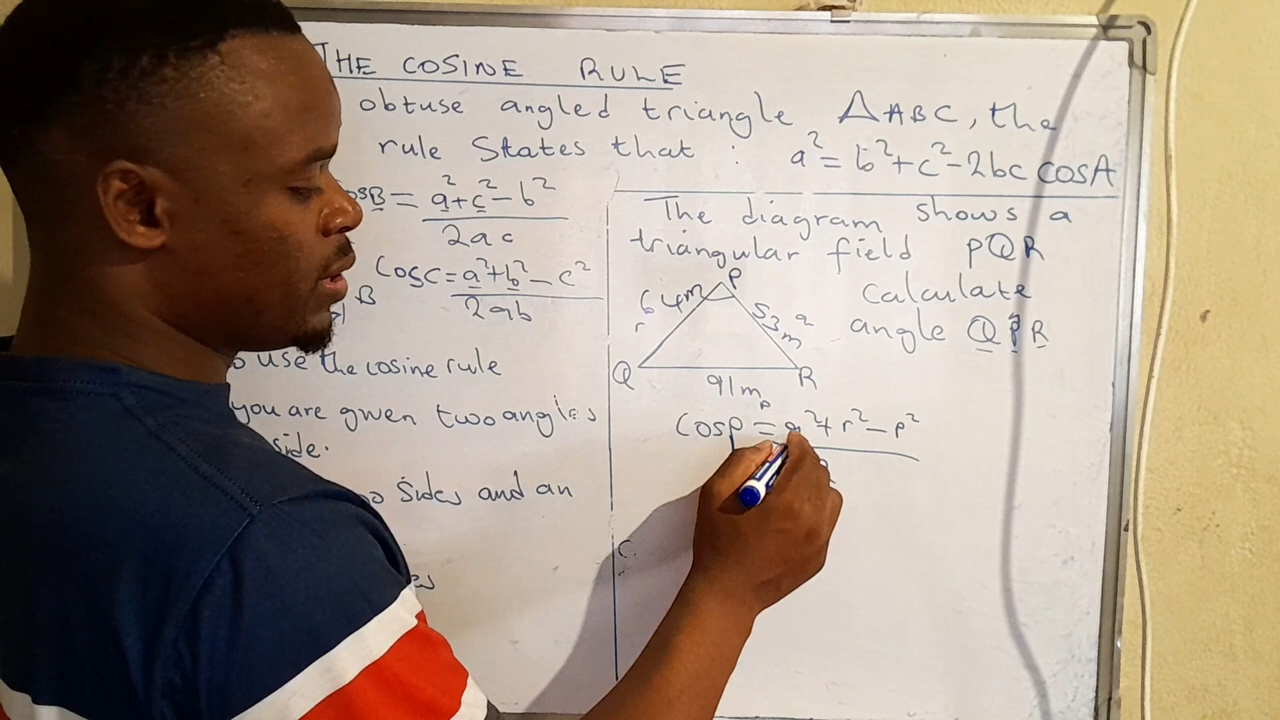 THE COSINE RULE
obtuse angled triangle △ABC, the
rule States that : a²= b²+c²-2bc cosA
cosB = a²+c²-b²
2ac
CosC= a²+b²-c²
2ab
B
use the cosine rule
you are given two angles
side.
Sides and an
The diagram shows a
triangular field PQR
Calculate
angle QPR
P
64m
r
53m
q
Q
R
91m
p
Cosp = q²+r²-p²